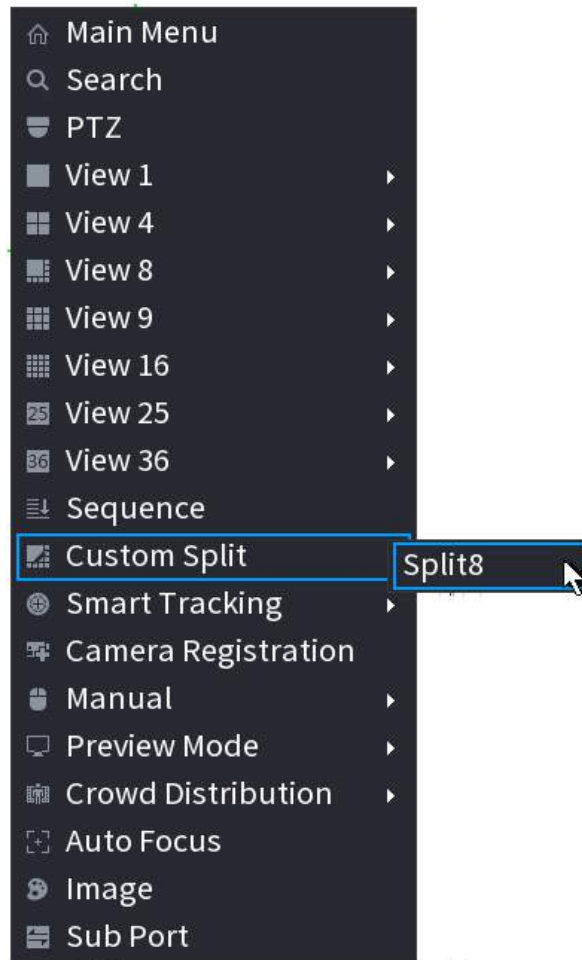 Main Menu
Search
PTZ
View 1
View 4
View 8
View 9
View 16
25 View 25
36 View 36
Sequence
Custom Split
Split8
Smart Tracking
Camera Registration
Manual
Preview Mode
Crowd Distribution
Auto Focus
Image
Sub Port